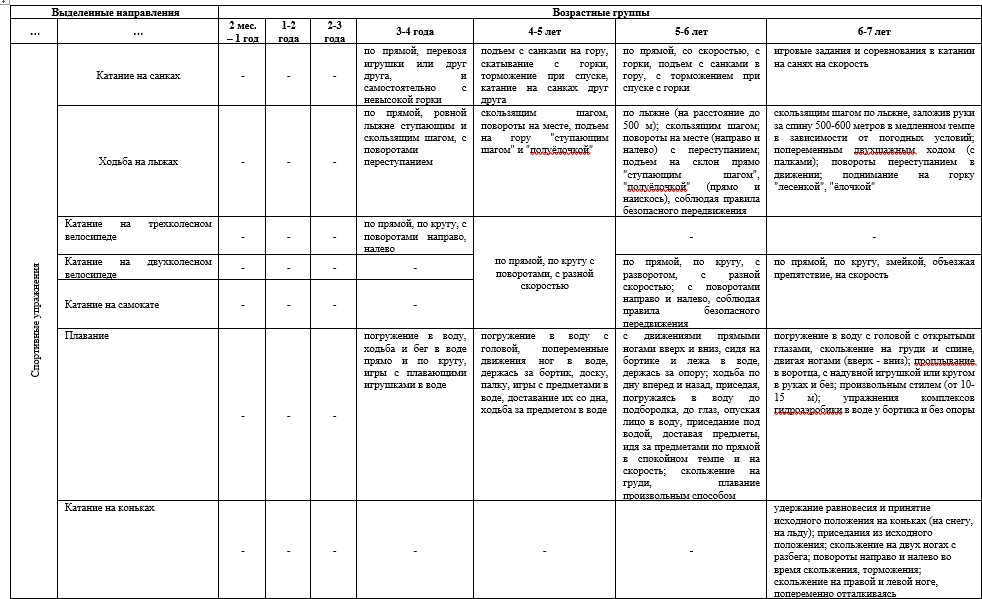 Выделенные направления
Возрастные группы
...
...
2 мес.
– 1 год
1-2
года
2-3
года
3-4 года
4-5 лет
5-6 лет
6-7 лет
Спортивные упражнения
Катание на санках
-
-
-
по прямой, перевозя
игрушки или друг
друга, и
самостоятельно с
невысокой горки
подъем с санками на гору,
скатывание с горки,
торможение при спуске,
катание на санках друг
друга
по прямой, со скоростью, с
горки, подъем с санками в
гору, с торможением при
спуске с горки
игровые задания и соревнования в катании
на санях на скорость
Ходьба на лыжах
-
-
-
по прямой, ровной
лыжне ступающим и
скользящим шагом, с
поворотами
переступанием
скользящим шагом,
повороты на месте, подъем
на гору "ступающим
шагом" и "полуёлочкой"
по лыжне (на расстояние до
500 м); скользящим шагом;
повороты на месте (направо и
налево) с переступанием;
подъем на склон прямо
"ступающим шагом",
"полуёлочкой" (прямо и
наискось), соблюдая правила
безопасного передвижения
скользящим шагом по лыжне, заложив руки
за спину 500-600 метров в медленном темпе
в зависимости от погодных условий;
попеременным двухшажным ходом (с
палками); повороты переступанием в
движении; поднимание на горку
"лесенкой", "ёлочкой"
Катание на трехколесном
велосипеде
-
-
-
по прямой, по кругу, с
поворотами направо,
налево
по прямой, по кругу с
поворотами, с разной
скоростью
-
-
Катание на двухколесном
велосипеде
-
-
-
-
по прямой, по кругу, с
разворотом, с разной
скоростью; с поворотами
направо и налево, соблюдая
правила безопасного
передвижения
по прямой, по кругу, змейкой, объезжая
препятствие, на скорость
Катание на самокате
-
-
-
-
Плавание
-
-
-
погружение в воду,
ходьба и бег в воде
прямо и по кругу,
игры с плавающими
игрушками в воде
погружение в воду с
головой, попеременные
движения ног в воде,
держась за бортик, доску,
палку, игры с предметами в
воде, доставание их со дна,
ходьба за предметом в воде
с движениями прямыми
ногами вверх и вниз, сидя на
бортике и лежа в воде,
держась за опору; ходьба по
дну вперед и назад, приседая,
погружаясь в воду до
подбородка, до глаз, опуская
лицо в воду, приседание под
водой, доставая предметы,
идя за предметами по прямой
в спокойном темпе и на
скорость; скольжение на
груди, плавание
произвольным способом
погружение в воду с головой с открытыми
глазами, скольжение на груди и спине,
двигая ногами (вверх - вниз); проплывание
в воротца, с надувной игрушкой или кругом
в руках и без; произвольным стилем (от 10-
15 м); упражнения комплексов
гидроаэробики в воде у бортика и без опоры
Катание на коньках
-
-
-
-
-
-
удержание равновесия и принятие
исходного положения на коньках (на снегу,
на льду); приседания из исходного
положения; скольжение на двух ногах с
разбега; повороты направо и налево во
время скольжения, торможения;
скольжение на правой и левой ноге,
попеременно отталкиваясь